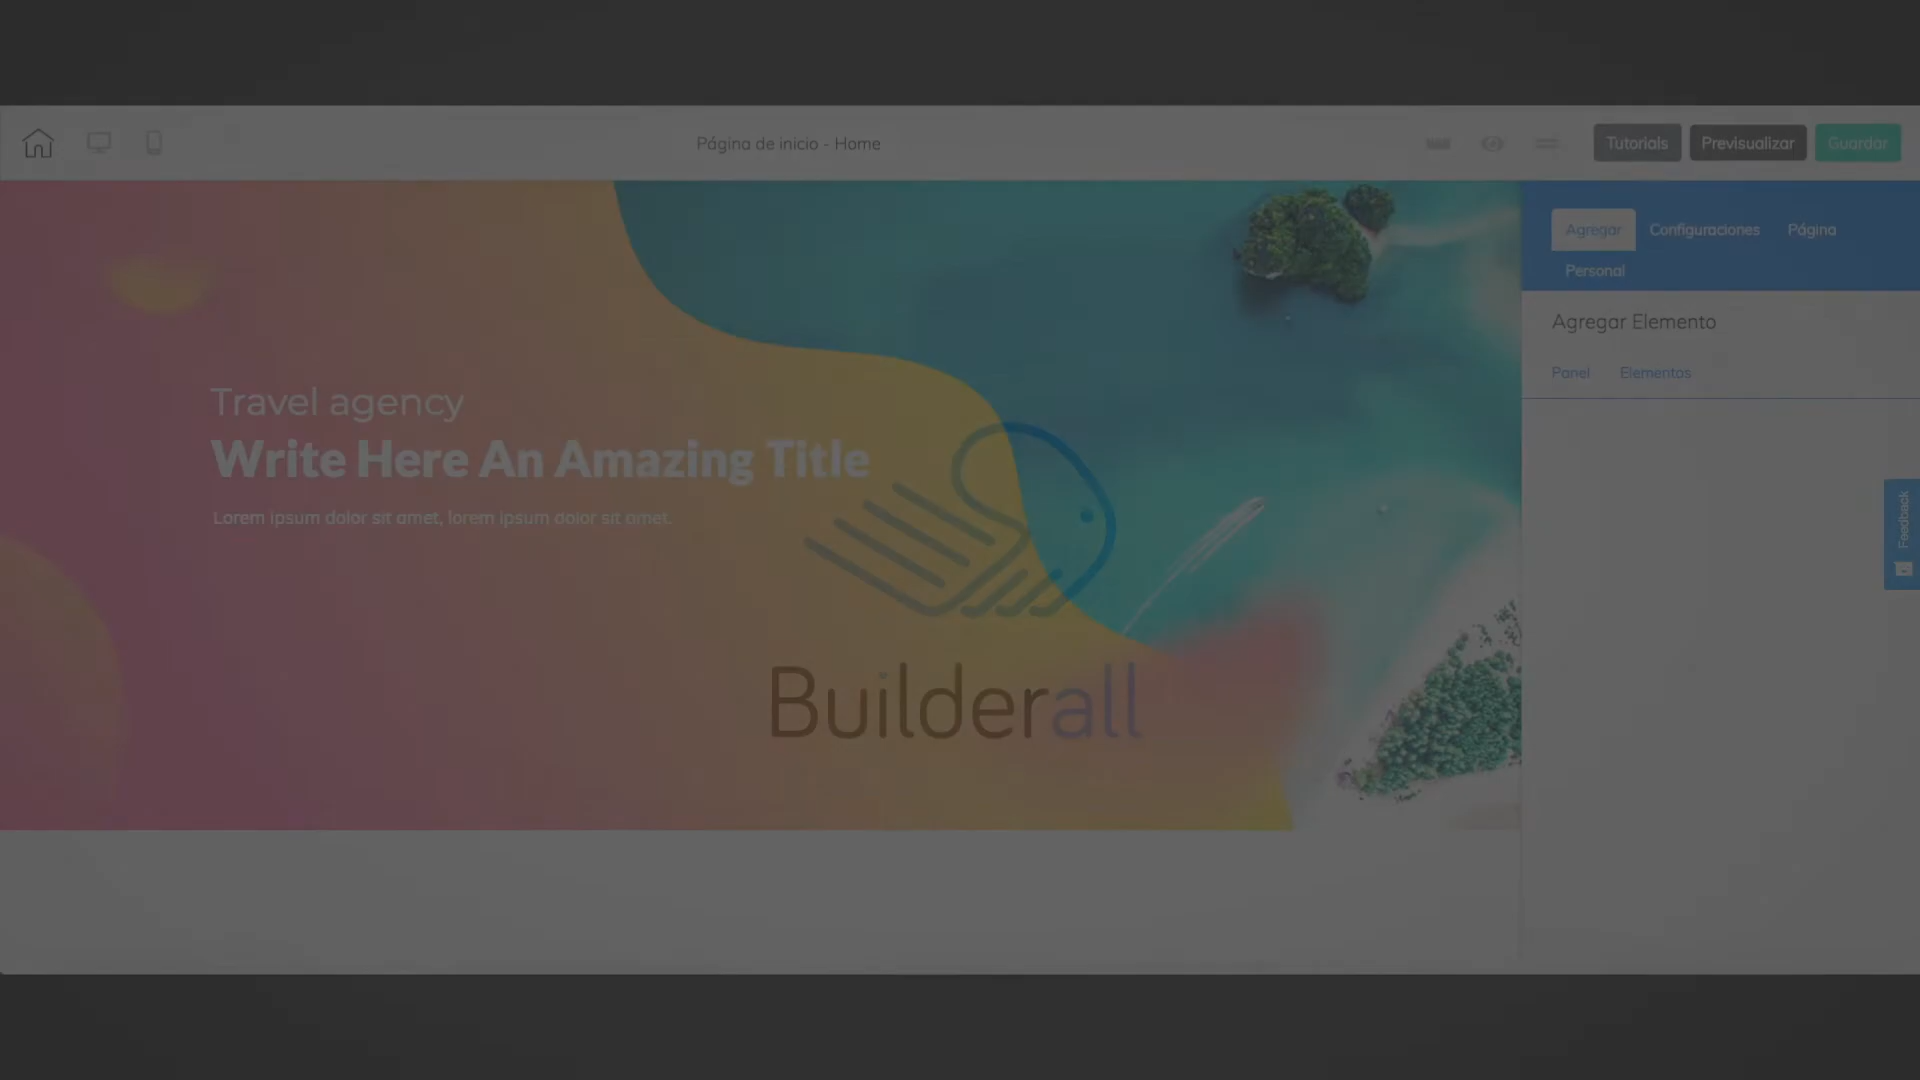 Página de inicio - Home
Tutorials
Previsualizar
Guardar
Agregar
Configuraciones
Página
Personal
Agregar Elemento
Panel
Elementos
Travel agency
Write Here An Amazing Title
Lorem ipsum dolor sit amet, lorem ipsum dolor sit amet.
Feedback
Builderall